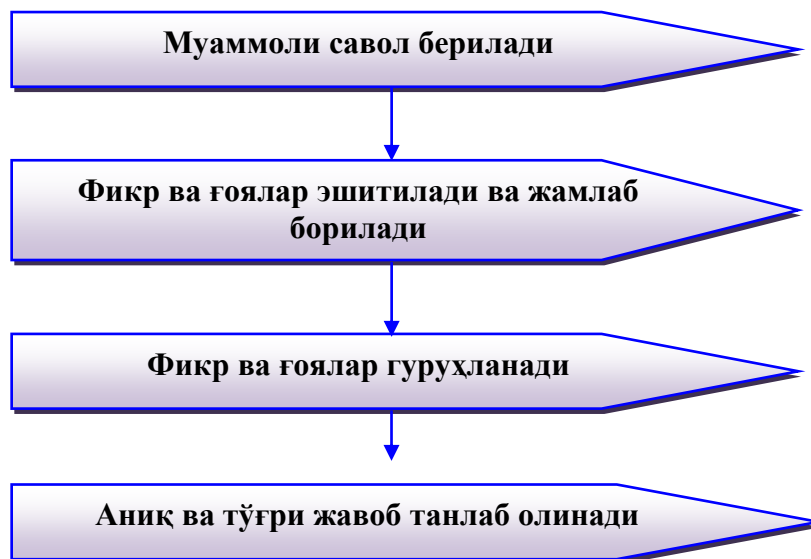 Муаммоли савол берилади
Фикр ва ғоялар эшитилади ва жамлаб
борилади
Фикр ва ғоялар гуруҳланади
Аниқ ва тўғри жавоб танлаб олинади